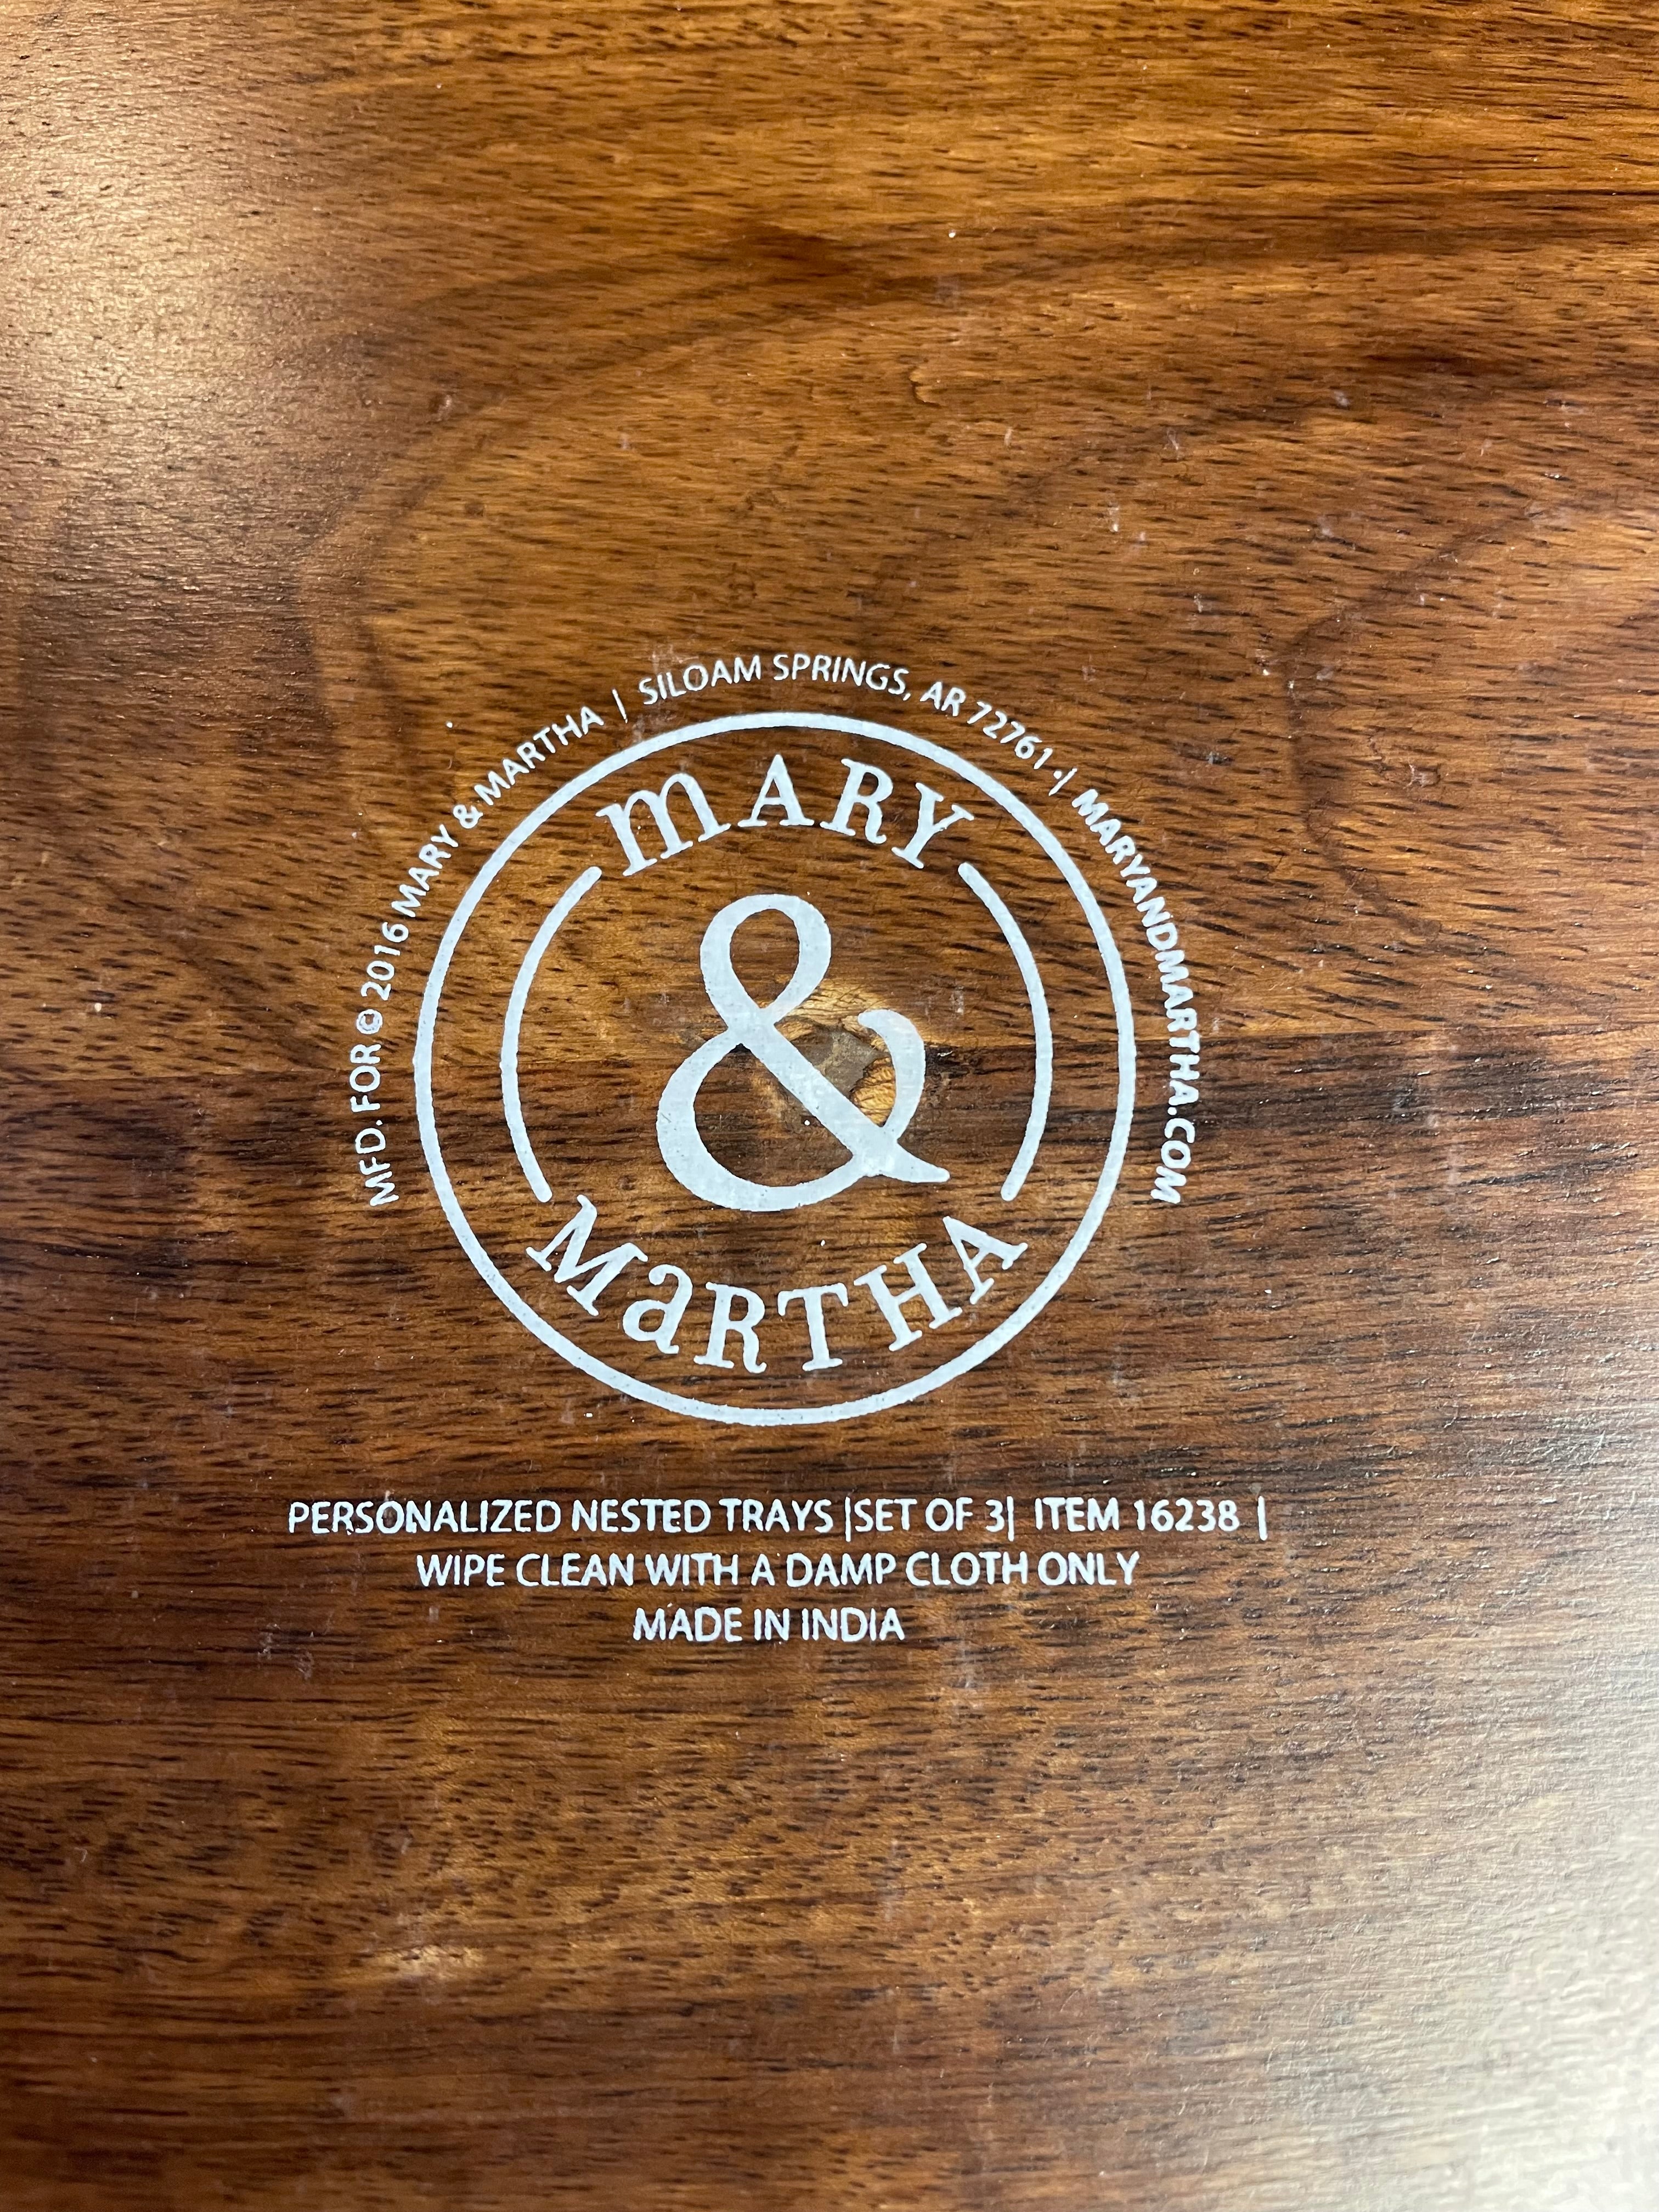 MFD. FOR © 2016 MARY & MARTHA | SILOAM SPRINGS, AR 72761 · | MARYANDMARTHA.COM
mARY
&
MaRTHA
PERSONALIZED NESTED TRAYS |SET OF 3| ITEM 16238 |
WIPE CLEAN WITH A DAMP CLOTH ONLY
MADE IN INDIA